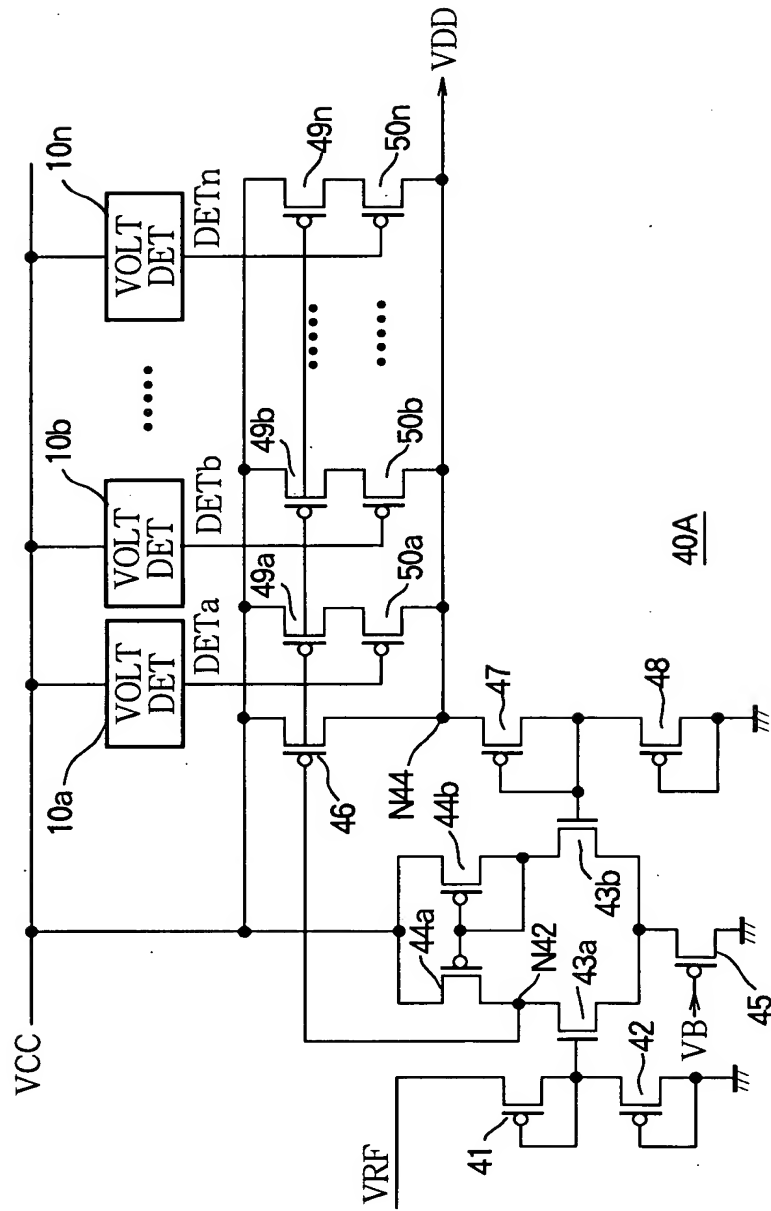 VCC
10a
VOLT
DET
10b
VOLT
DET
.....
10n
VOLT
DET
DETa
DETb
DETn
49a
49b
.....
49n
46
50a
50b
.....
50n
VDD
N44
44a
44b
47
N42
43a
43b
48
VRF
41
42
VB
45
40A